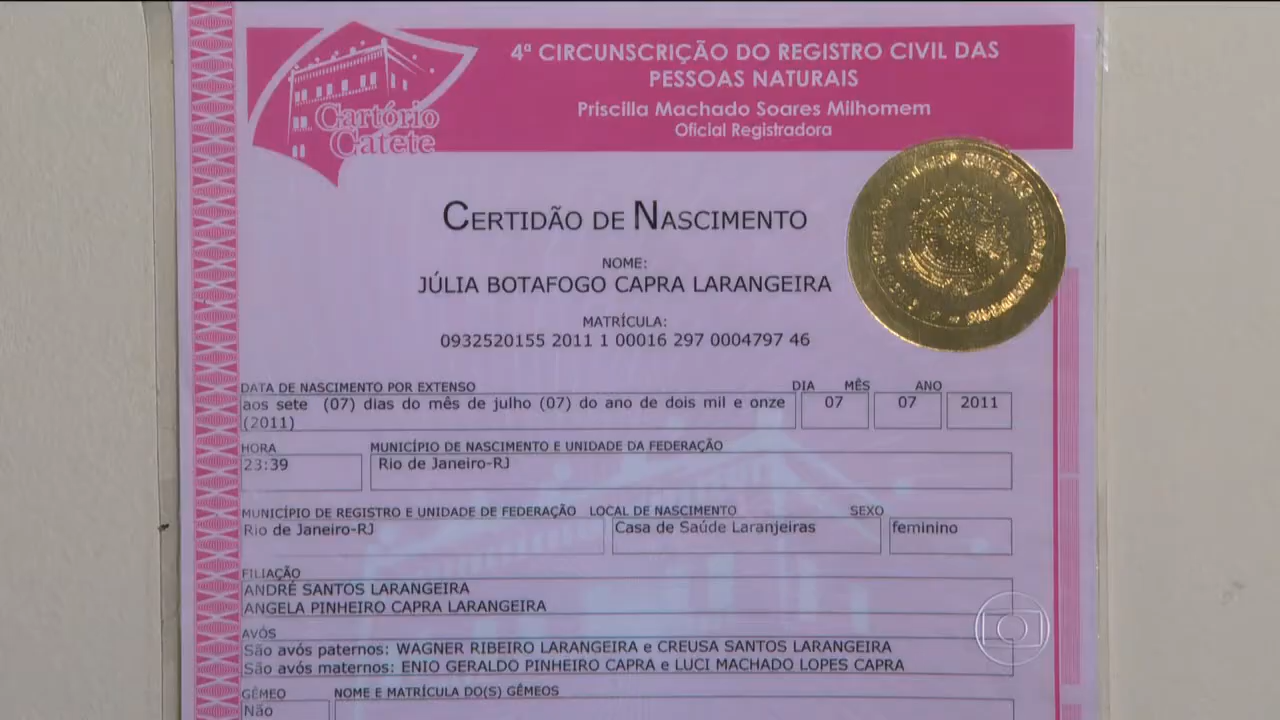 Cartório
Catete
4ª CIRCUNSCRIÇÃO DO REGISTRO CIVIL DAS
PESSOAS NATURAIS
Priscilla Machado Soares Milhomem
Oficial Registradora
CERTIDÃO DE NASCIMENTO
NOME:
JÚLIA BOTAFOGO CAPRA LARANGEIRA
MATRÍCULA:
0932520155 2011 1 00016 297 0004797 46
DATA DE NASCIMENTO POR EXTENSO DIA MÊS ANO
aos sete (07) dias do mês de julho (07) do ano de dois mil e onze 07 07 2011
(2011)
HORA MUNICÍPIO DE NASCIMENTO E UNIDADE DA FEDERAÇÃO
23:39 Rio de Janeiro-RJ
MUNICÍPIO DE REGISTRO E UNIDADE DE FEDERAÇÃO LOCAL DE NASCIMENTO SEXO
Rio de Janeiro-RJ Casa de Saúde Laranjeiras feminino
FILIAÇÃO
ANDRÉ SANTOS LARANGEIRA
ANGELA PINHEIRO CAPRA LARANGEIRA
AVÓS
São avós paternos: WAGNER RIBEIRO LARANGEIRA e CREUSA SANTOS LARANGEIRA
São avós maternos: ENIO GERALDO PINHEIRO CAPRA e LUCI MACHADO LOPES CAPRA
GÊMEO NOME E MATRÍCULA DO(S) GÊMEOS
Não